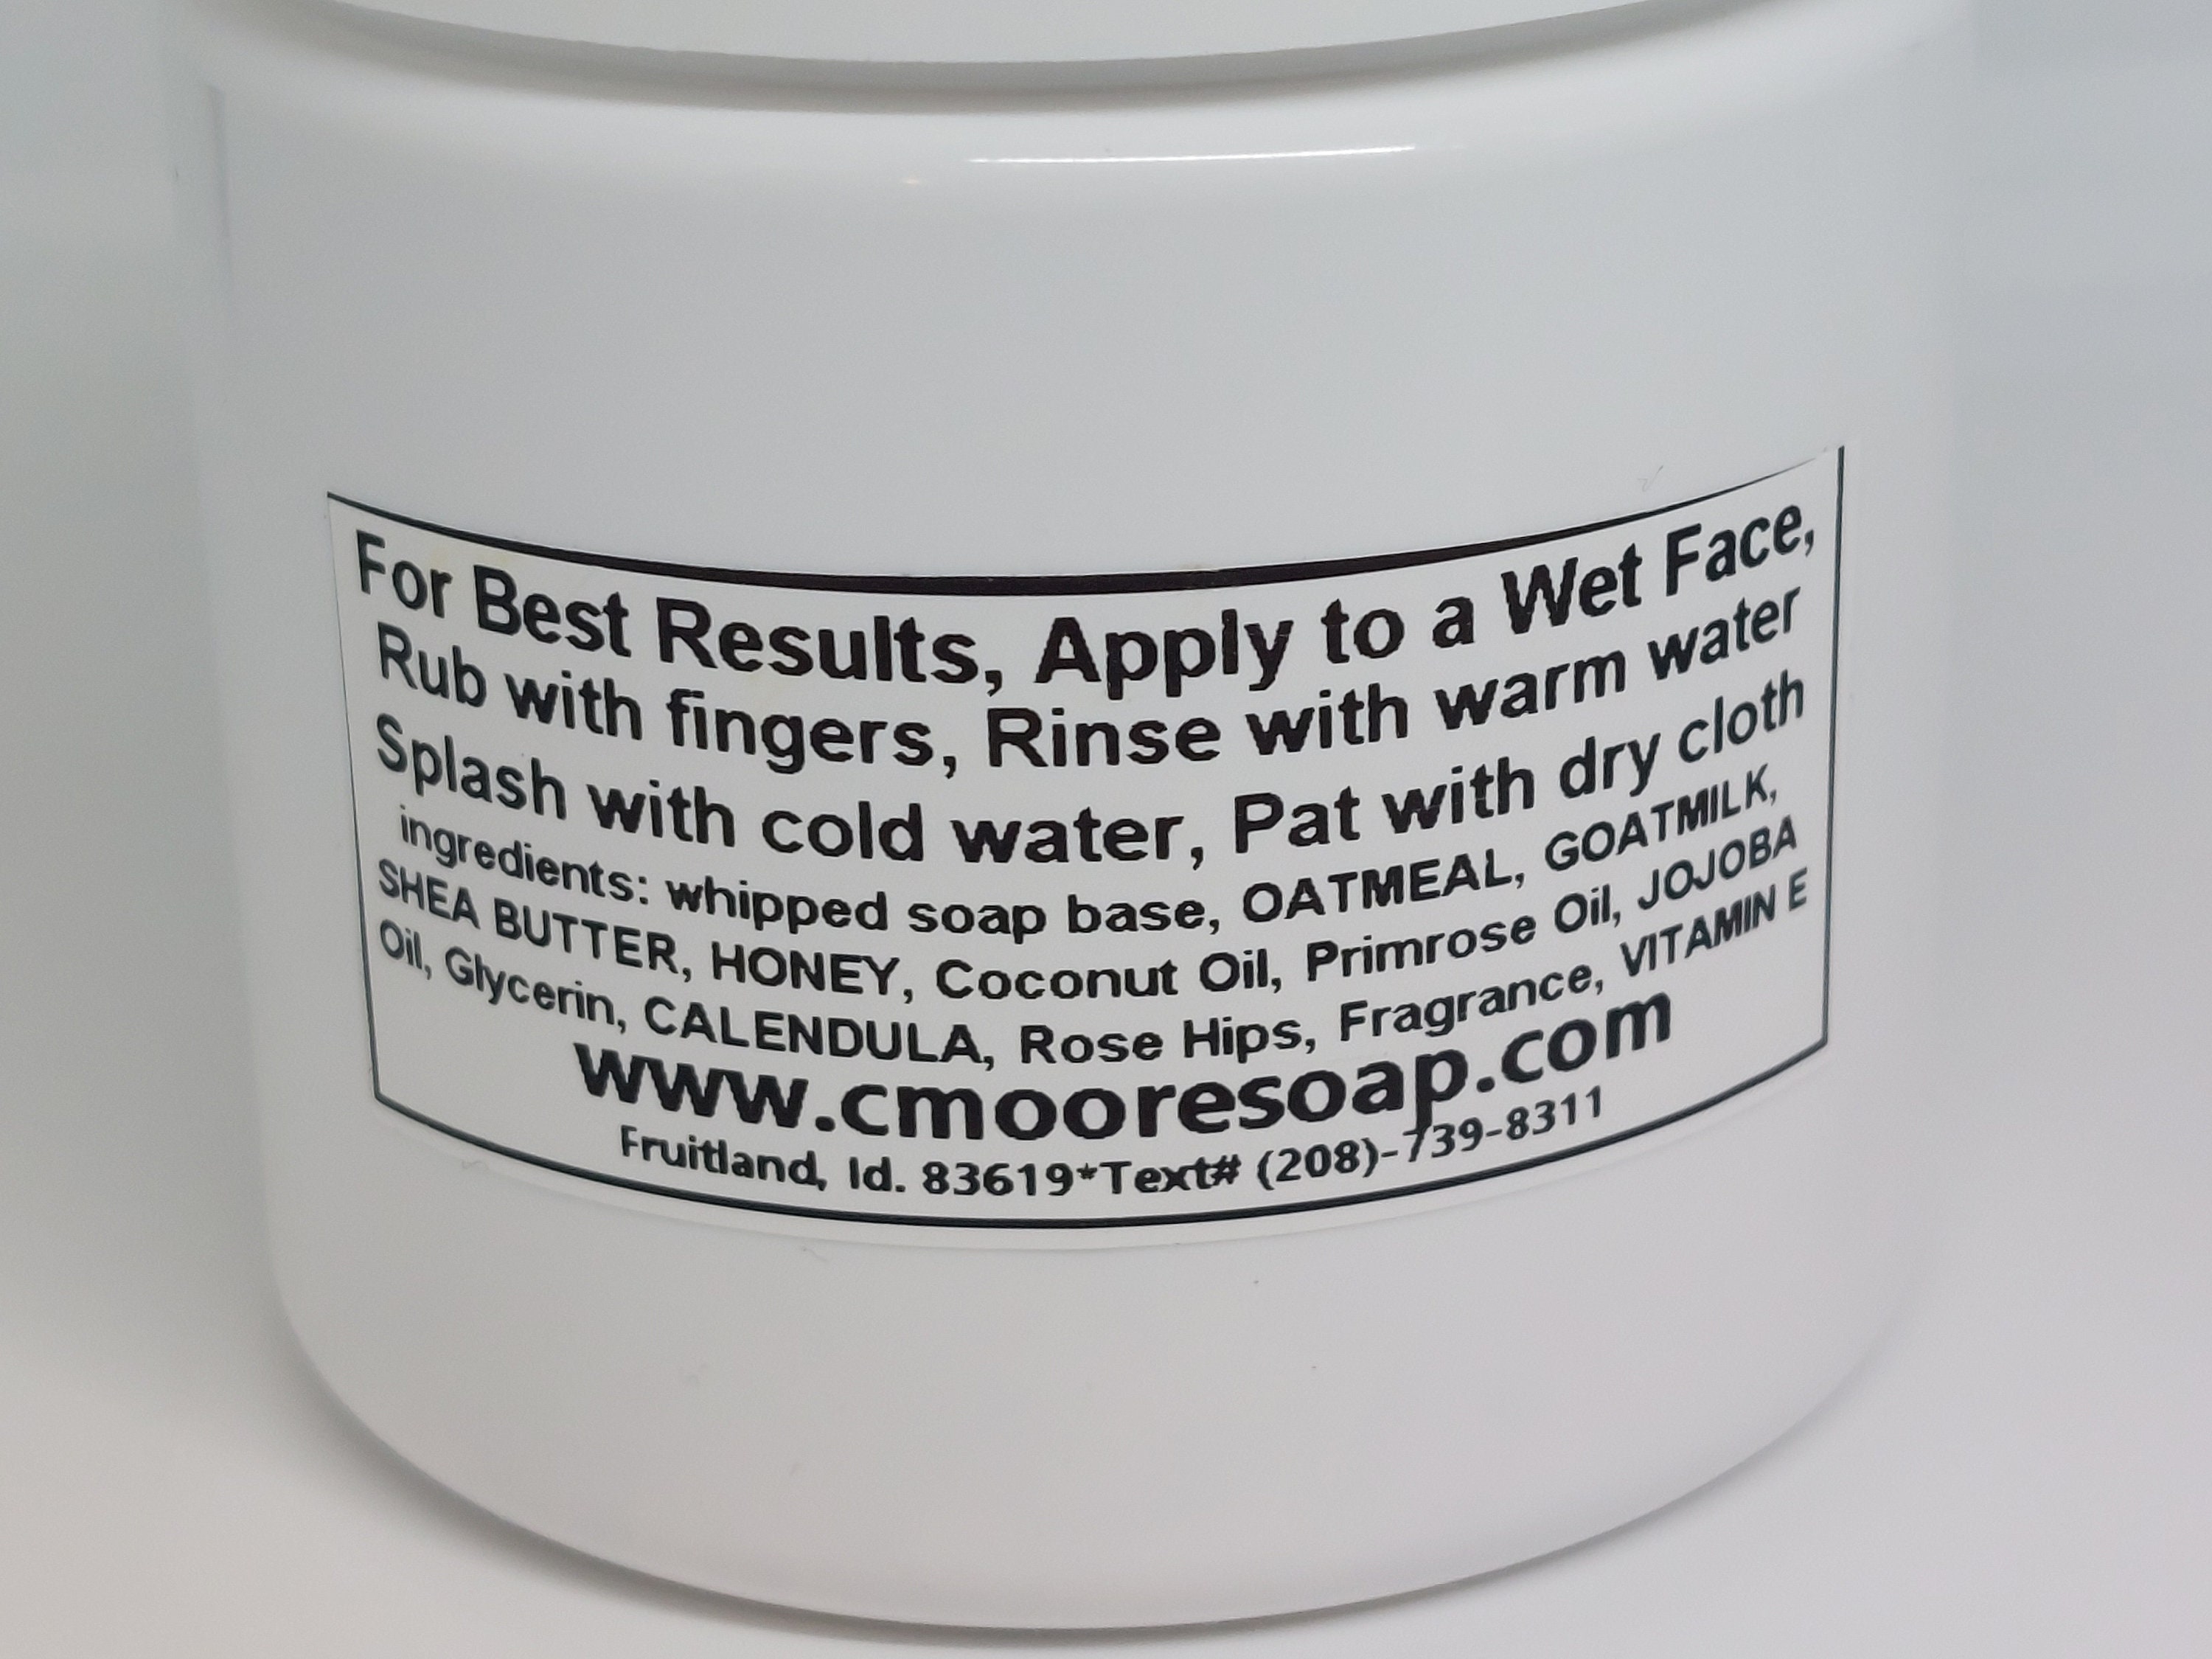 For Best Results, Apply to a Wet Face,
Rub with fingers, Rinse with warm water
Splash with cold water, Pat with dry cloth
ingredients: whipped soap base, OATMEAL, GOATMILK,
SHEA BUTTER, HONEY, Coconut Oil, Primrose Oil, JOJOBA
Oil, Glycerin, CALENDULA, Rose Hips, Fragrance, VITAMIN E
www.cmooresoap.com
Fruitland, Id. 83619*Text# (208)-739-8311